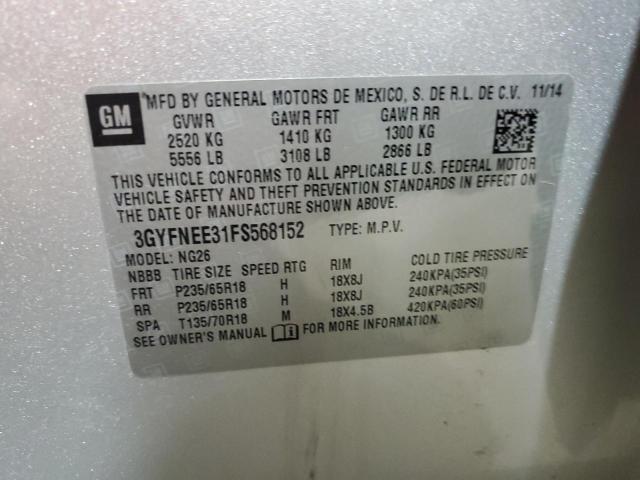 GM
MFD BY GENERAL MOTORS DE MEXICO, S. DE R.L. DE C.V. 11/14
GVWR GAWR FRT GAWR RR
2520 KG 1410 KG 1300 KG
5556 LB 3108 LB 2866 LB
THIS VEHICLE CONFORMS TO ALL APPLICABLE U.S. FEDERAL MOTOR
VEHICLE SAFETY AND THEFT PREVENTION STANDARDS IN EFFECT ON
THE DATE OF MANUFACTURE SHOWN ABOVE.
3GYFNEE31FS568152 TYPE: M.P.V.
MODEL: NG26
NBBB TIRE SIZE SPEED RTG RIM COLD TIRE PRESSURE
FRT P235/65R18 H 18X8J 240KPA(35PSI)
RR P235/65R18 H 18X8J 240KPA(35PSI)
SPA T135/70R18 M 18X4.5B 420KPA(60PSI)
SEE OWNER'S MANUAL FOR MORE INFORMATION.